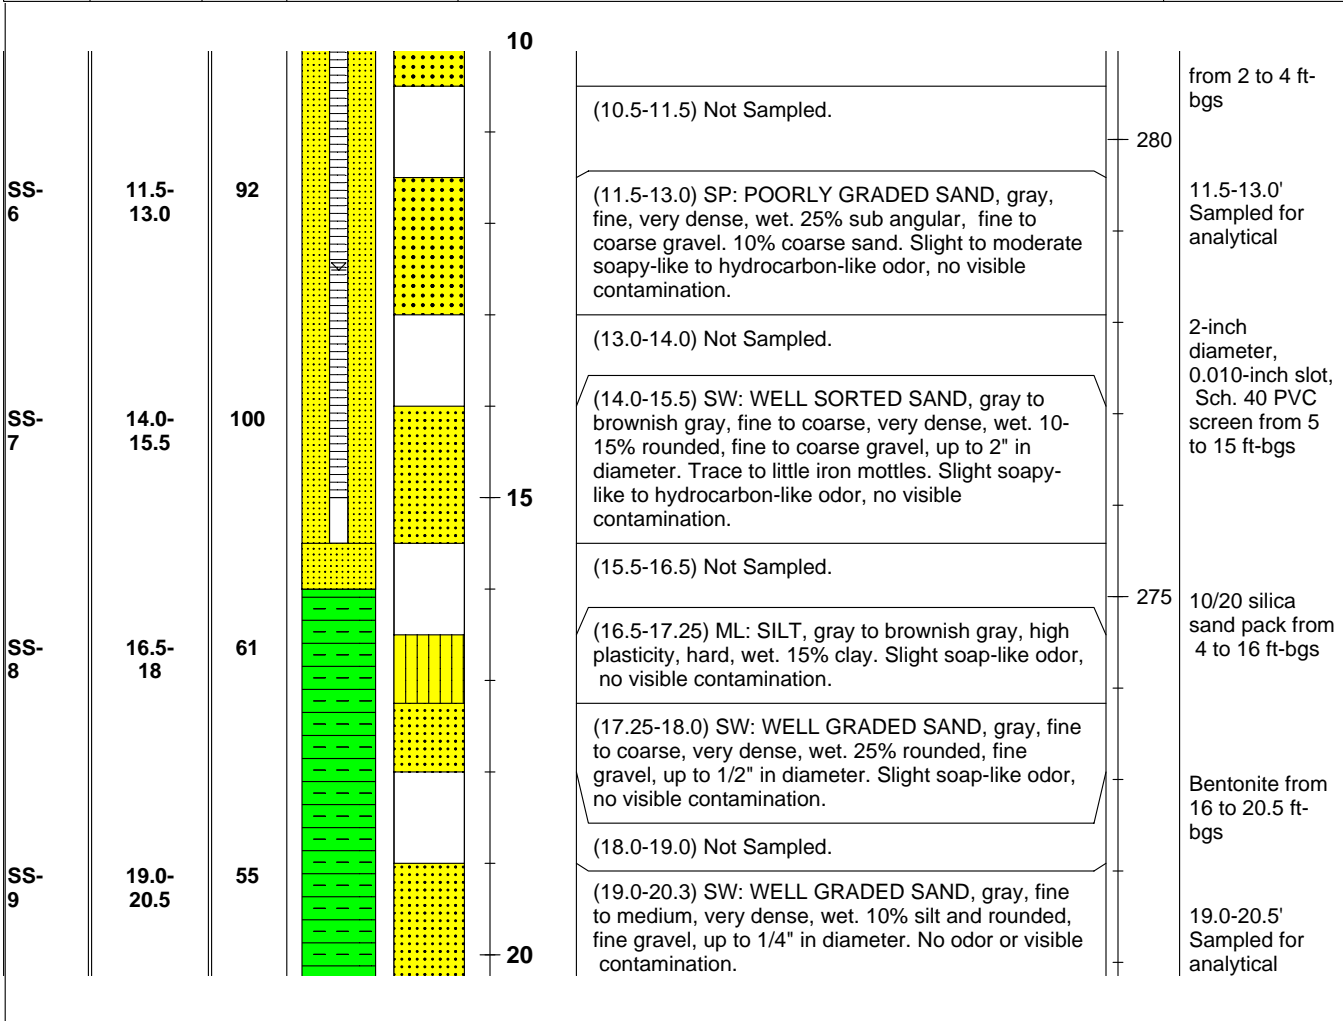 10
from 2 to 4 ft-
bgs
(10.5-11.5) Not Sampled.
280
SS-
6
11.5-
13.0
92
(11.5-13.0) SP: POORLY GRADED SAND, gray,
fine, very dense, wet. 25% sub angular, fine to
coarse gravel. 10% coarse sand. Slight to moderate
soapy-like to hydrocarbon-like odor, no visible
contamination.
11.5-13.0'
Sampled for
analytical
(13.0-14.0) Not Sampled.
2-inch
diameter,
0.010-inch slot,
Sch. 40 PVC
screen from 5
to 15 ft-bgs
SS-
7
14.0-
15.5
100
(14.0-15.5) SW: WELL SORTED SAND, gray to
brownish gray, fine to coarse, very dense, wet. 10-
15% rounded, fine to coarse gravel, up to 2" in
diameter. Trace to little iron mottles. Slight soapy-
like to hydrocarbon-like odor, no visible
contamination.
15
(15.5-16.5) Not Sampled.
275
10/20 silica
sand pack from
4 to 16 ft-bgs
SS-
8
16.5-
18
61
(16.5-17.25) ML: SILT, gray to brownish gray, high
plasticity, hard, wet. 15% clay. Slight soap-like odor,
no visible contamination.
(17.25-18.0) SW: WELL GRADED SAND, gray, fine
to coarse, very dense, wet. 25% rounded, fine
gravel, up to 1/2" in diameter. Slight soap-like odor,
no visible contamination.
Bentonite from
16 to 20.5 ft-
bgs
(18.0-19.0) Not Sampled.
SS-
9
19.0-
20.5
55
(19.0-20.3) SW: WELL GRADED SAND, gray, fine
to medium, very dense, wet. 10% silt and rounded,
fine gravel, up to 1/4" in diameter. No odor or visible
contamination.
19.0-20.5'
Sampled for
analytical
20